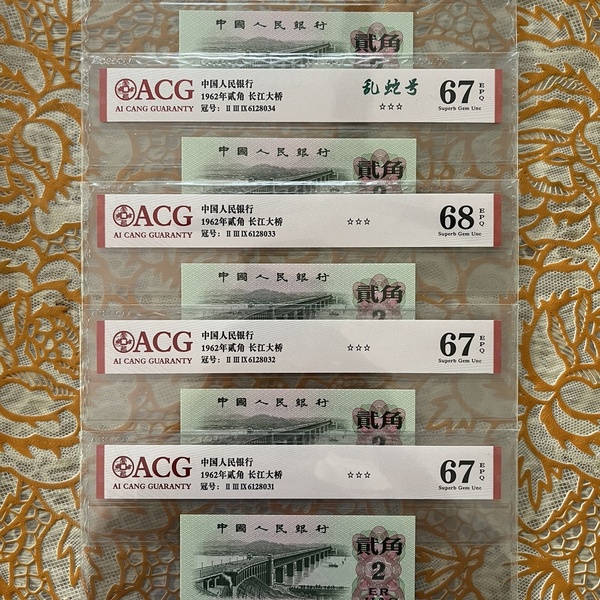 中國人民銀行
貳角
ACG
AI CANG GUARANTY
中国人民银行
1962年贰角 长江大桥
冠号: II III IX6128034
乱蛇号
☆☆☆
67
EPQ
Superb Gem Unc
中國人民銀行
貳角
ACG
AI CANG GUARANTY
中国人民银行
1962年贰角 长江大桥
冠号: II III IX6128033
☆☆☆
68
EPQ
Superb Gem Unc
中國人民銀行
貳角
ACG
AI CANG GUARANTY
中国人民银行
1962年贰角 长江大桥
冠号: II III IX6128032
☆☆☆
67
EPQ
Superb Gem Unc
中國人民銀行
貳角
ACG
AI CANG GUARANTY
中国人民银行
1962年贰角 长江大桥
冠号: II III IX6128031
☆☆☆
67
EPQ
Superb Gem Unc
中國人民銀行
貳角
2
ER